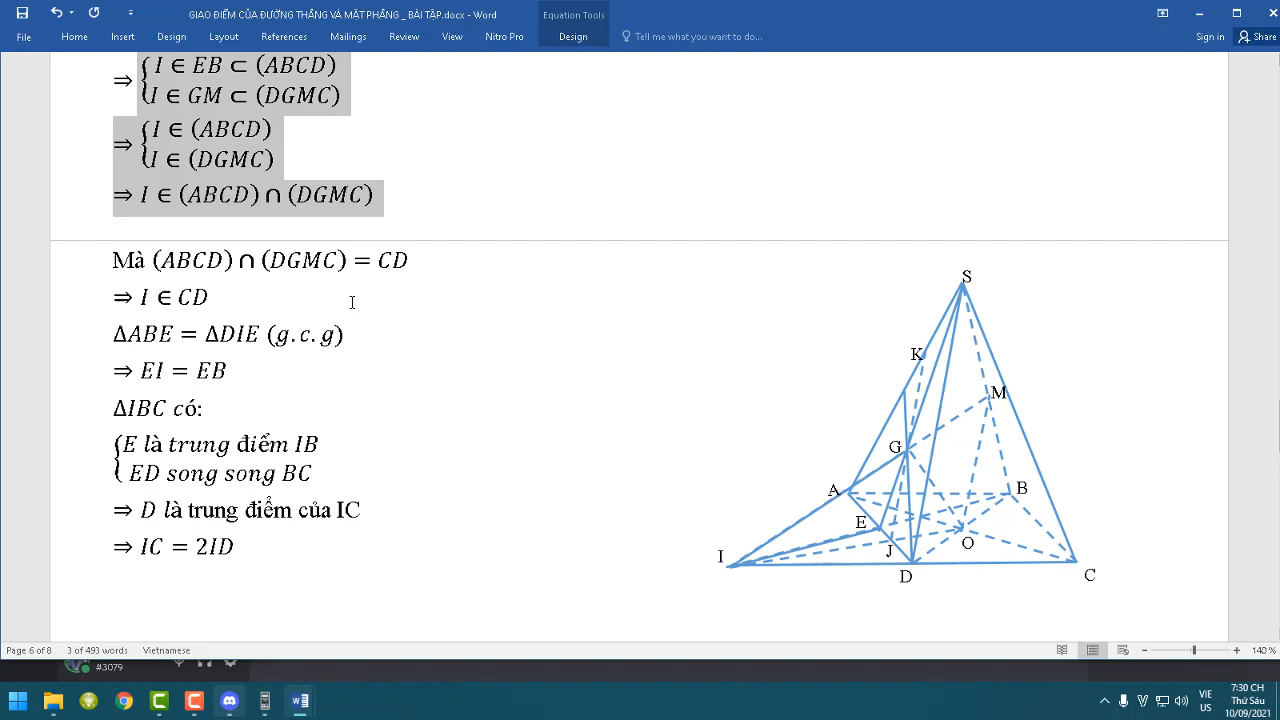 GIAO ĐIỂM CỦA ĐƯỜNG THẲNG VÀ MẶT PHẲNG _ BÀI TẬP.docx - Word
Equation Tools
Sign in
Share
File
Home
Insert
Design
Layout
References
Mailings
Review
View
Nitro Pro
Design
Tell me what you want to do...
⇒ {I ∈ EB ⊂ (ABCD)
I ∈ GM ⊂ (DGMC)
⇒ {I ∈ (ABCD)
I ∈ (DGMC)
⇒ I ∈ (ABCD) ∩ (DGMC)
Mà (ABCD) ∩ (DGMC) = CD
⇒ I ∈ CD
ΔABE = ΔDIE (g.c.g)
⇒ EI = EB
ΔIBC có:
{E là trung điểm IB
ED song song BC
⇒ D là trung điểm của IC
⇒ IC = 2ID
S
K
M
G
A
B
E
J
O
I
D
C
Page 6 of 8
3 of 493 words
Vietnamese
140 %
#3079
VIE
US
7:30 CH
Thứ Sáu
10/09/2021